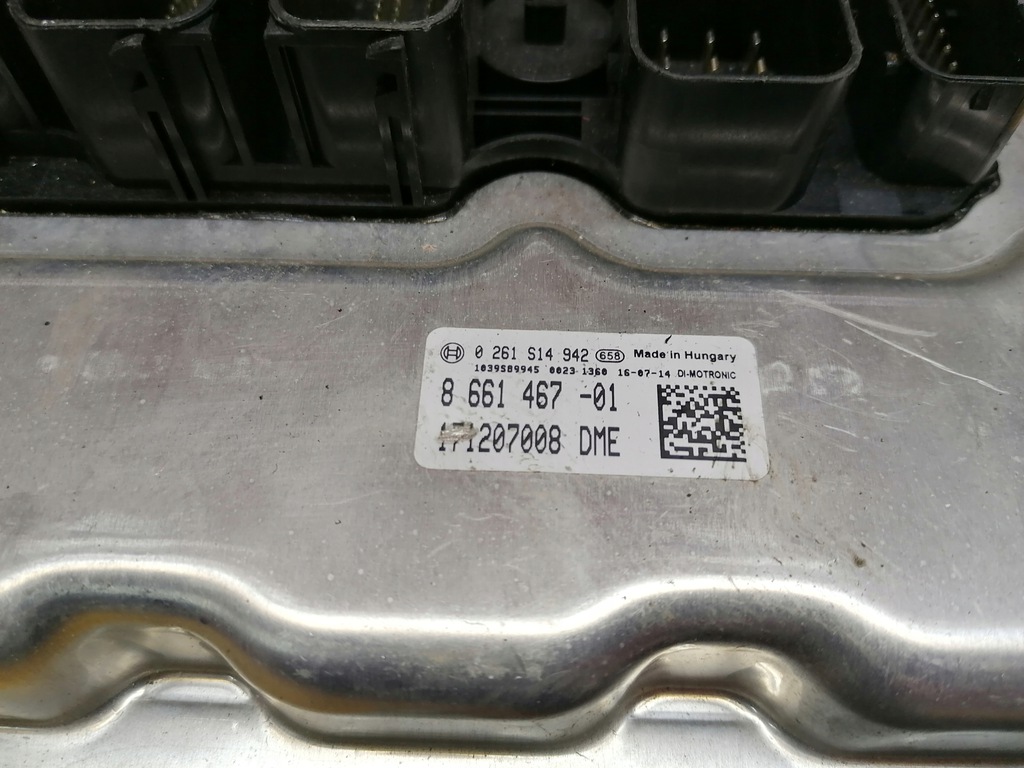 0 261 S14 942 658 Made in Hungary
1039S89945 0023 1360 16-07-14 DI-MOTRONIC
8 661 467 -01
171207008 DME